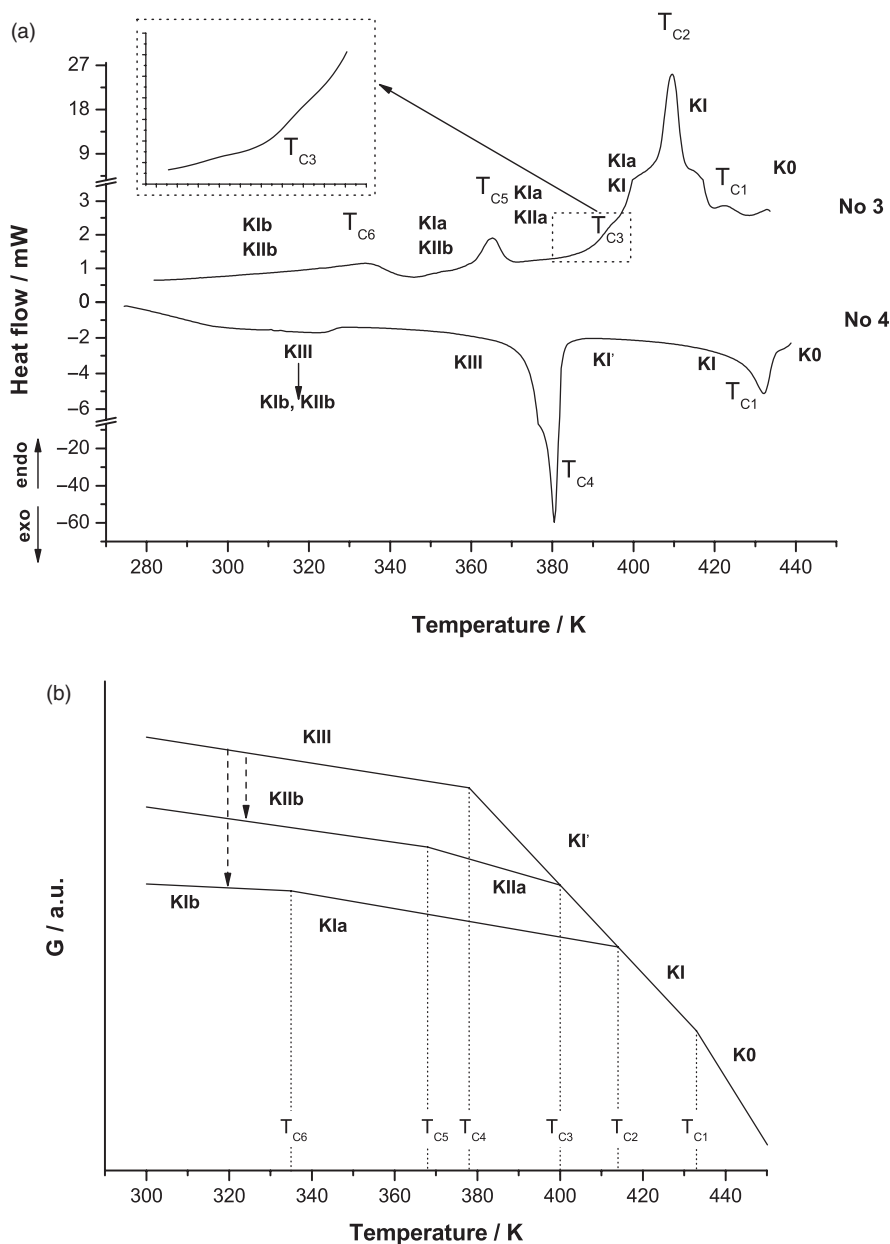 (a)
T_C2
27
KI
18
T_C3
KIa
T_C1
K0
9
KI
T_C5
KIa
3
KIb
T_C6
KIa
KIIa
T_C3
No 3
KIIb
KIIb
2
1
Heat flow / mW
0
No 4
−2
KIII
KIII
KI'
KI
K0
−4
KIb, KIIb
T_C1
−6
−20
T_C4
−40
−60
endo
exo
280 300 320 340 360 380 400 420 440
Temperature / K
(b)
KIII
KIIb
KI'
KIIa
KIb
KIa
KI
K0
G / a.u.
T_C6 T_C5 T_C4 T_C3 T_C2 T_C1
300 320 340 360 380 400 420 440
Temperature / K